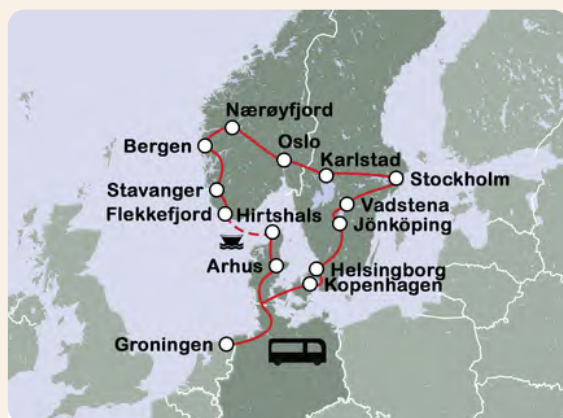 Nærøyfjord
Bergen
Oslo
Karlstad
Stockholm
Stavanger
Vadstena
Flekkefjord
Hirtshals
Jönköping
Arhus
Helsingborg
Kopenhagen
Groningen